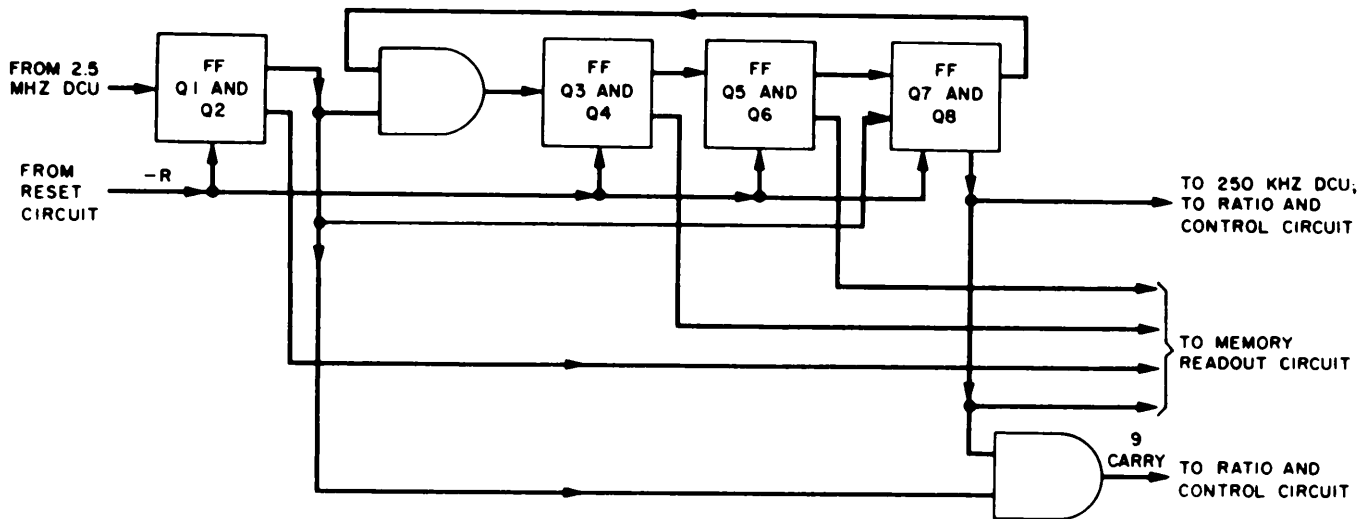 FROM 2.5
MHZ DCU
FF
Q1 AND
Q2
FF
Q3 AND
Q4
FF
Q5 AND
Q6
FF
Q7 AND
Q8
FROM
RESET
CIRCUIT
-R
TO 250 KHZ DCU;
TO RATIO AND
CONTROL CIRCUIT
TO MEMORY
READOUT CIRCUIT
9
CARRY
TO RATIO AND
CONTROL CIRCUIT